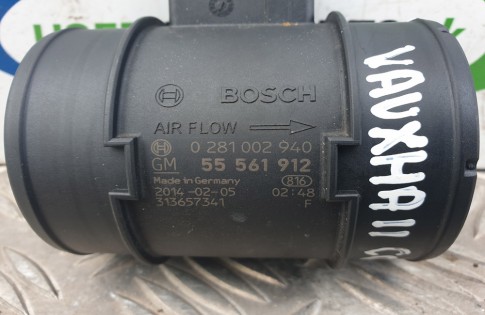 BOSCH
AIR FLOW
0 281 002 940
GM 55 561 912
Made in Germany 816
2014-02-05 02:48
313657341 F
VAUXHALL